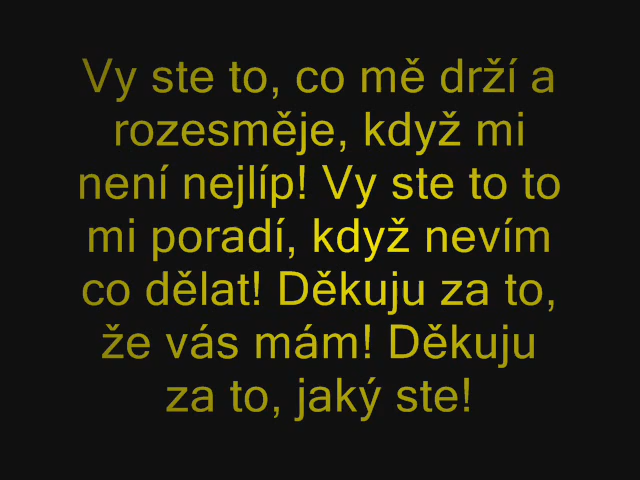 Vy ste to, co mě drží a
rozesměje, když mi
není nejlíp! Vy ste to to
mi poradí, když nevím
co dělat! Děkuju za to,
že vás mám! Děkuju
za to, jaký ste!